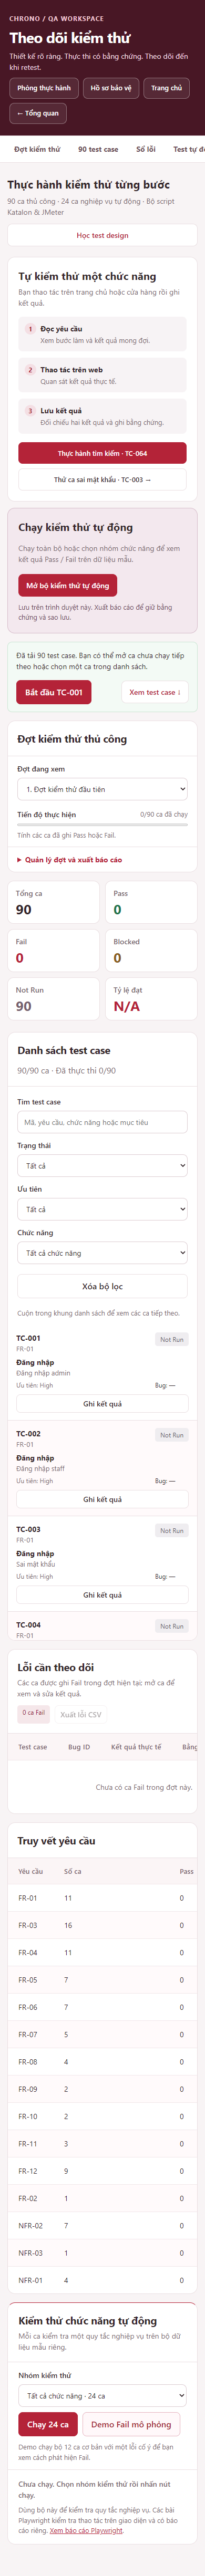 CHRONO / QA WORKSPACE
Theo dõi kiểm thử
Thiết kế rõ ràng. Thực thi có bằng chứng. Theo dõi đến
retest.
Phòng thực hành
Hồ sơ bảo vệ
Trang chủ
← Tổng quan
Đợt kiểm thử
90 test case
Sổ lỗi
Test tự độ
Thực hành kiểm thử từng bước
90 ca thủ công · 24 ca nghiệp vụ tự động · Bộ script
Katalon & JMeter
Học test design
Tự kiểm thử một chức năng
Bạn thao tác trên trang chủ hoặc cửa hàng rồi ghi
kết quả.
1 Đọc yêu cầu
Xem bước làm và kết quả mong đợi.
2 Thao tác trên web
Quan sát kết quả thực tế.
3 Lưu kết quả
Đối chiếu hai kết quả và ghi bằng chứng.
Thực hành tìm kiếm · TC-064
Thử ca sai mật khẩu · TC-003 →
Chạy kiểm thử tự động
Chạy toàn bộ hoặc chọn nhóm chức năng để xem
kết quả Pass / Fail trên dữ liệu mẫu.
Mở bộ kiểm thử tự động
Lưu trên trình duyệt này. Xuất báo cáo để giữ bằng
chứng và sao lưu.
Đã tải 90 test case. Bạn có thể mở ca chưa chạy tiếp
theo hoặc chọn một ca trong danh sách.
Bắt đầu TC-001
Xem test case ↓
Đợt kiểm thử thủ công
Đợt đang xem
1. Đợt kiểm thử đầu tiên
Tiến độ thực hiện 0/90 ca đã chạy
Tính các ca đã ghi Pass hoặc Fail.
▶ Quản lý đợt và xuất báo cáo
Tổng ca
90
Pass
0
Fail
0
Blocked
0
Not Run
90
Tỷ lệ đạt
N/A
Danh sách test case
90/90 ca · Đã thực thi 0/90
Tìm test case
Mã, yêu cầu, chức năng hoặc mục tiêu
Trạng thái
Tất cả
Ưu tiên
Tất cả
Chức năng
Tất cả chức năng
Xóa bộ lọc
Cuộn trong khung danh sách để xem các ca tiếp theo.
TC-001 Not Run
FR-01
Đăng nhập
Đăng nhập admin
Ưu tiên: High Bug: —
Ghi kết quả
TC-002 Not Run
FR-01
Đăng nhập
Đăng nhập staff
Ưu tiên: High Bug: —
Ghi kết quả
TC-003 Not Run
FR-01
Đăng nhập
Sai mật khẩu
Ưu tiên: High Bug: —
Ghi kết quả
TC-004 Not Run
FR-01
Lỗi cần theo dõi
Các ca được ghi Fail trong đợt hiện tại; mở ca để
xem và sửa kết quả.
0 ca Fail
Xuất lỗi CSV
Test case Bug ID Kết quả thực tế Bằng
Chưa có ca Fail trong đợt này.
Truy vết yêu cầu
Yêu cầu Số ca Pass
FR-01 11 0
FR-03 16 0
FR-04 11 0
FR-05 7 0
FR-06 7 0
FR-07 5 0
FR-08 4 0
FR-09 2 0
FR-10 2 0
FR-11 3 0
FR-12 9 0
FR-02 1 0
NFR-02 7 0
NFR-03 1 0
NFR-01 4 0
Kiểm thử chức năng tự động
Mỗi ca kiểm tra một quy tắc nghiệp vụ trên bộ dữ
liệu mẫu riêng.
Nhóm kiểm thử
Tất cả chức năng · 24 ca
Chạy 24 ca
Demo Fail mô phỏng
Demo chạy bộ 12 ca cơ bản với một lỗi cố ý để bạn
xem cách phát hiện Fail.
Chưa chạy. Chọn nhóm kiểm thử rồi nhấn nút
chạy.
Dùng bộ này để kiểm tra quy tắc nghiệp vụ. Các bài
Playwright kiểm tra thao tác trên giao diện và có báo
cáo riêng. Xem báo cáo Playwright.